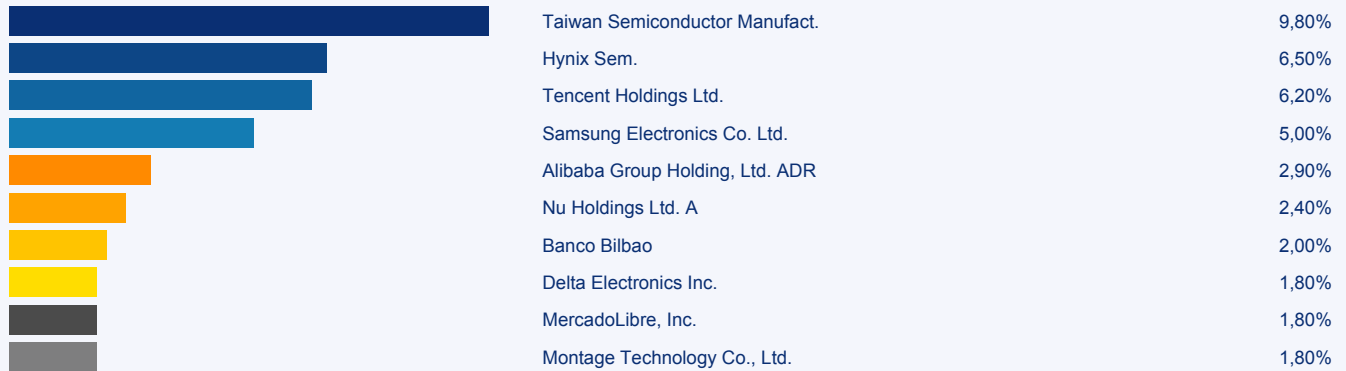 Taiwan Semiconductor Manufact. 9,80%
Hynix Sem. 6,50%
Tencent Holdings Ltd. 6,20%
Samsung Electronics Co. Ltd. 5,00%
Alibaba Group Holding, Ltd. ADR 2,90%
Nu Holdings Ltd. A 2,40%
Banco Bilbao 2,00%
Delta Electronics Inc. 1,80%
MercadoLibre, Inc. 1,80%
Montage Technology Co., Ltd. 1,80%